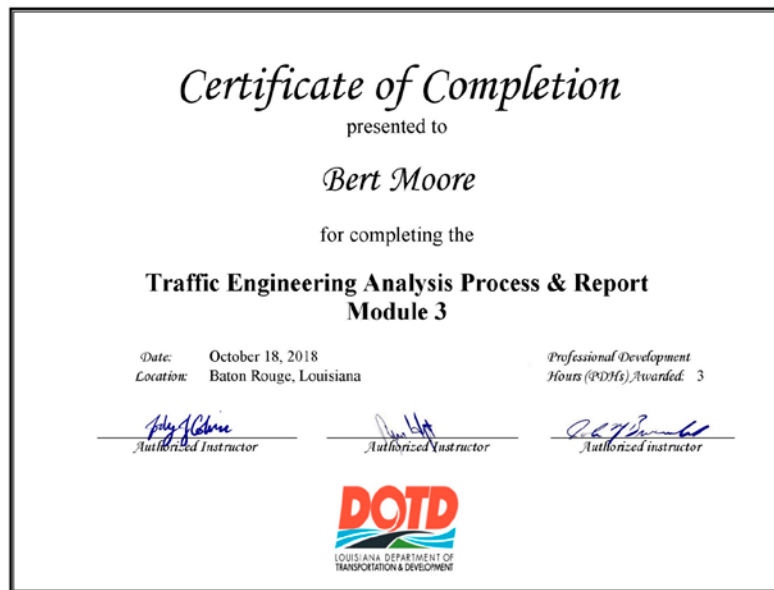 Certificate of Completion
presented to
Bert Moore
for completing the
Traffic Engineering Analysis Process & Report
Module 3
Date: October 18, 2018
Location: Baton Rouge, Louisiana
Professional Development
Hours (PDHs) Awarded: 3
Authorized Instructor
Authorized Instructor
Authorized instructor
DOTD
LOUISIANA DEPARTMENT OF
TRANSPORTATION & DEVELOPMENT